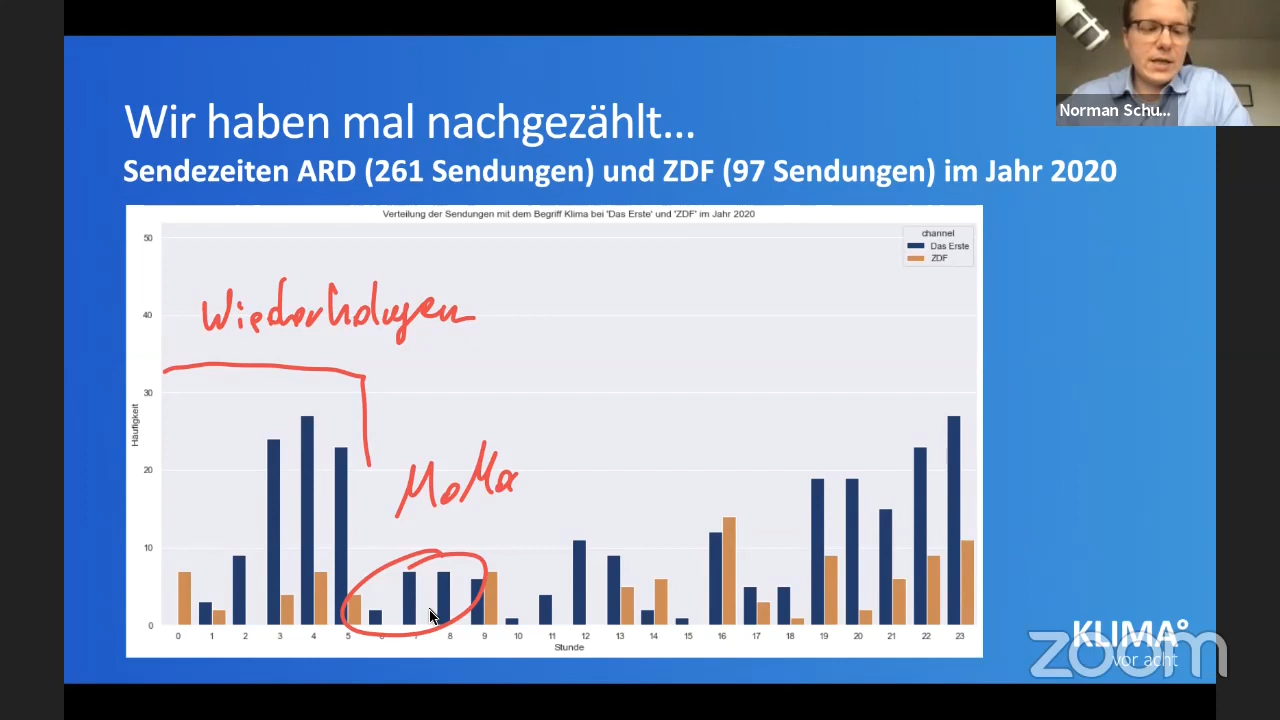 Norman Schu...
Wir haben mal nachgezählt...
Sendezeiten ARD (261 Sendungen) und ZDF (97 Sendungen) im Jahr 2020
Verteilung der Sendungen mit dem Begriff Klima bei 'Das Erste' und 'ZDF' im Jahr 2020
channel
Das Erste
ZDF
50
40
30
20
10
0
Häufigkeit
Wiederholugen
MoMa
0 1 2 3 4 5 6 7 8 9 10 11 12 13 14 15 16 17 18 19 20 21 22 23
Stunde
KLIMA°
vor acht
zoom